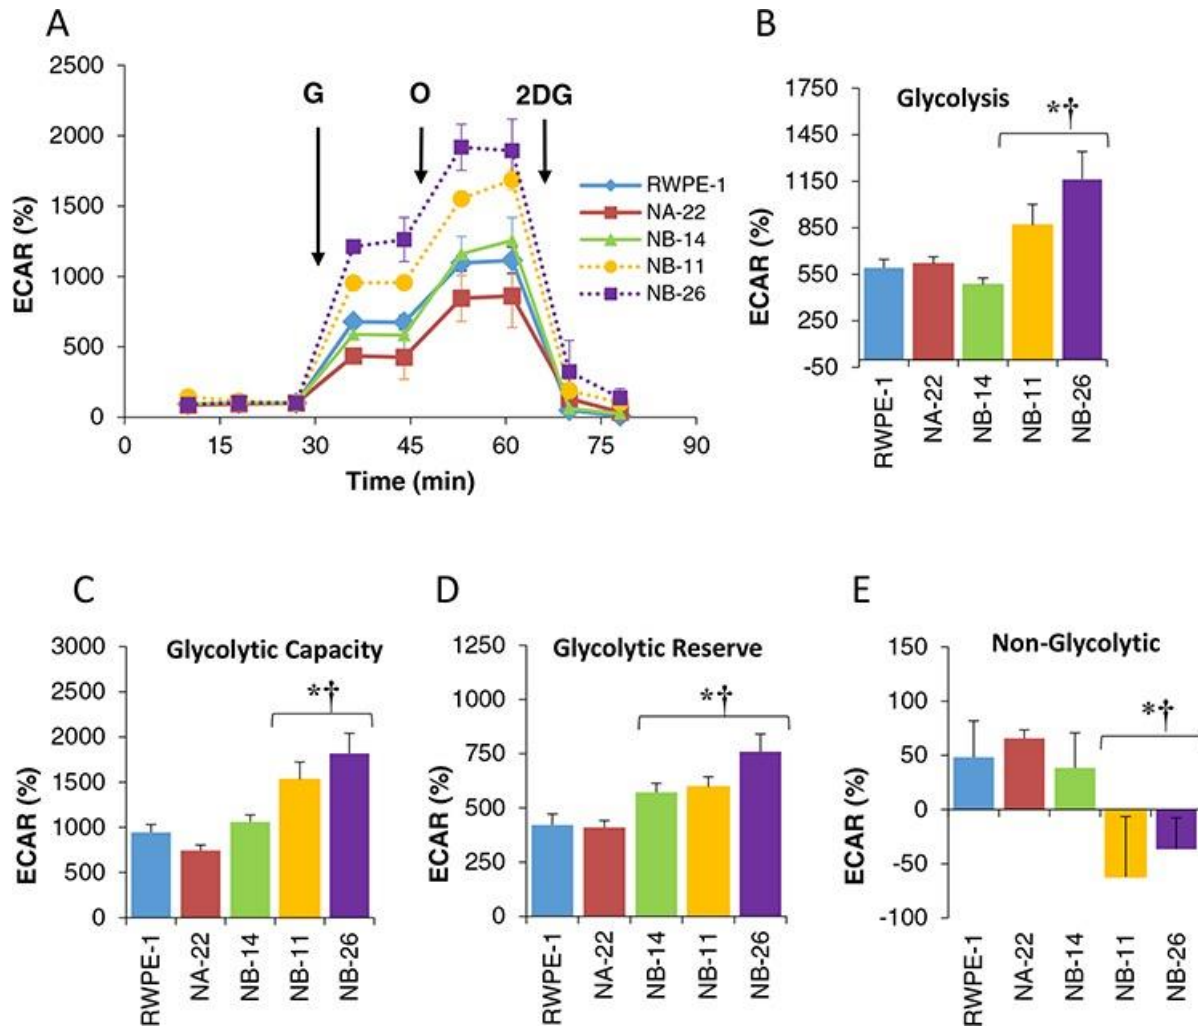 A
2500
2000
1500
1000
500
0
ECAR (%)
G
O
2DG
RWPE-1
NA-22
NB-14
NB-11
NB-26
0 15 30 45 60 75 90
Time (min)
B
Glycolysis
*†
1750
1450
1150
850
550
250
-50
ECAR (%)
RWPE-1
NA-22
NB-14
NB-11
NB-26
C
Glycolytic Capacity
*†
3000
2500
2000
1500
1000
500
0
ECAR (%)
RWPE-1
NA-22
NB-14
NB-11
NB-26
D
Glycolytic Reserve
*†
1250
1000
750
500
250
0
ECAR (%)
RWPE-1
NA-22
NB-14
NB-11
NB-26
E
Non-Glycolytic
*†
150
100
50
0
-50
-100
ECAR (%)
RWPE-1
NA-22
NB-14
NB-11
NB-26